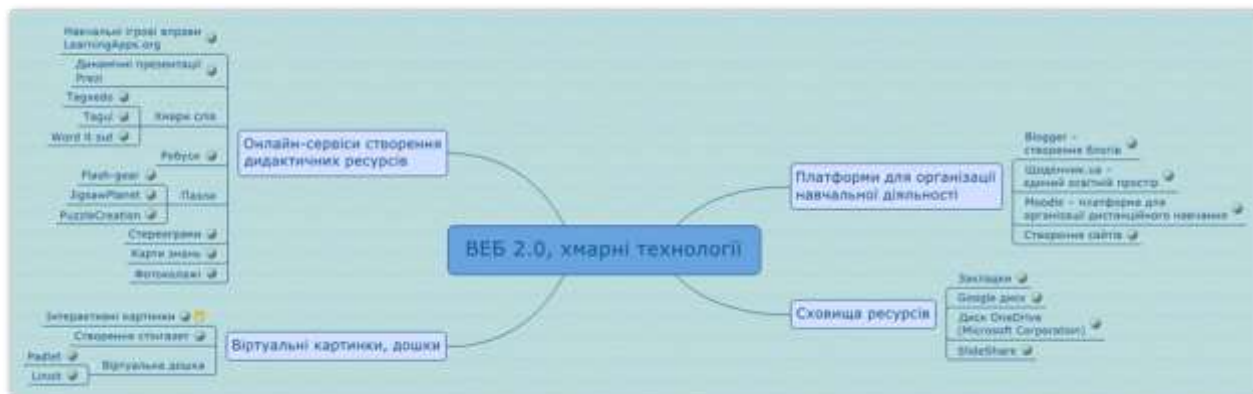 Навчальні ігрові вправи
LearningApps.org
Динамічні презентації
Prezi
Tagxedo
Tagul
Word it out
Хмари слів
Ребуси
Flash-gear
JigsawPlanet
PuzzleCreation
Пазли
Стереограми
Карти знань
Фотоколажі
Онлайн-сервіси створення
дидактичних ресурсів
Інтерактивні картинки
Створення стінгазет
Padlet
Linoit
Віртуальна дошка
Віртуальні картинки, дошки
ВЕБ 2.0, хмарні технології
Платформи для організації
навчальної діяльності
Blogger –
створення блогів
Щоденник.ua –
єдиний освітній простір
Moodle – платформа для
організації дистанційного навчання
Створення сайтів
Сховища ресурсів
Закладки
Google диск
Диск OneDrive
(Microsoft Corporation)
SlideShare